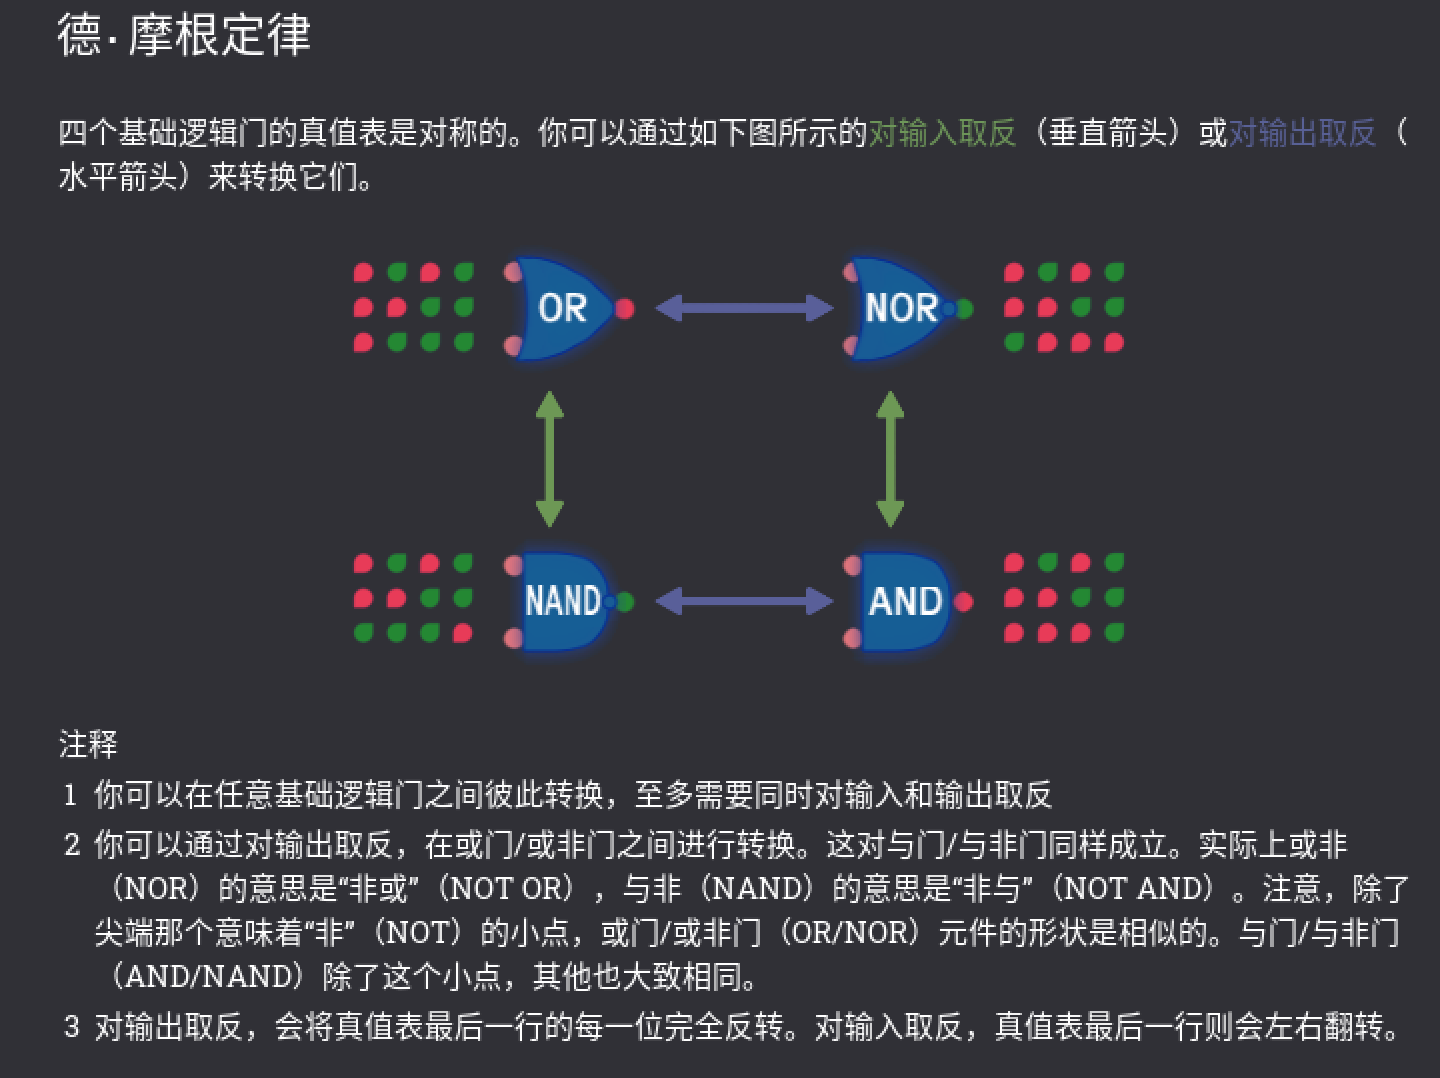 德·摩根定律
四个基础逻辑门的真值表是对称的。你可以通过如下图所示的对输入取反（垂直箭头）或对输出取反（
水平箭头）来转换它们。
OR
NOR
NAND
AND
注释
1 你可以在任意基础逻辑门之间彼此转换，至多需要同时对输入和输出取反
2 你可以通过对输出取反，在或门/或非门之间进行转换。这对与门/与非门同样成立。实际上或非
（NOR）的意思是“非或”（NOT OR），与非（NAND）的意思是“非与”（NOT AND）。注意，除了
尖端那个意味着“非”（NOT）的小点，或门/或非门（OR/NOR）元件的形状是相似的。与门/与非门
（AND/NAND）除了这个小点，其他也大致相同。
3 对输出取反，会将真值表最后一行的每一位完全反转。对输入取反，真值表最后一行则会左右翻转。